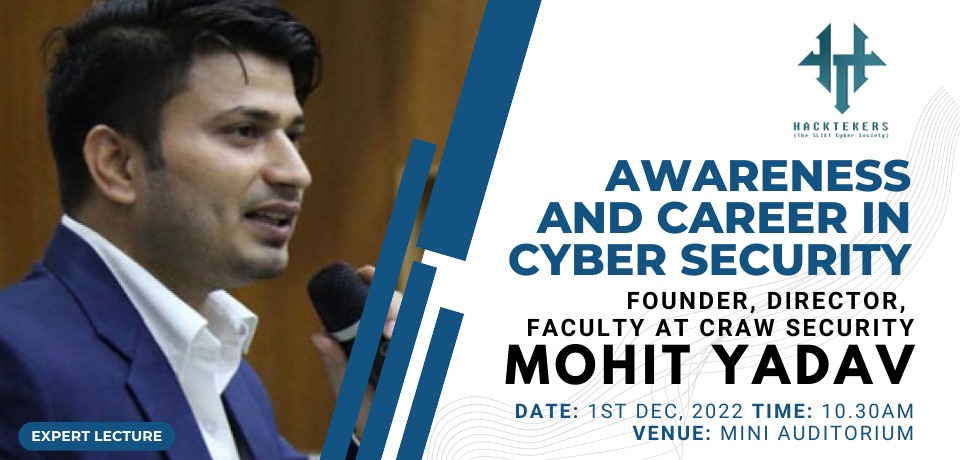 HACKTEKERS
(The SLIET Cyber Society)
AWARENESS
AND CAREER IN
CYBER SECURITY
FOUNDER, DIRECTOR,
FACULTY AT CRAW SECURITY
MOHIT YADAV
DATE: 1ST DEC, 2022 TIME: 10.30AM
VENUE: MINI AUDITORIUM
EXPERT LECTURE